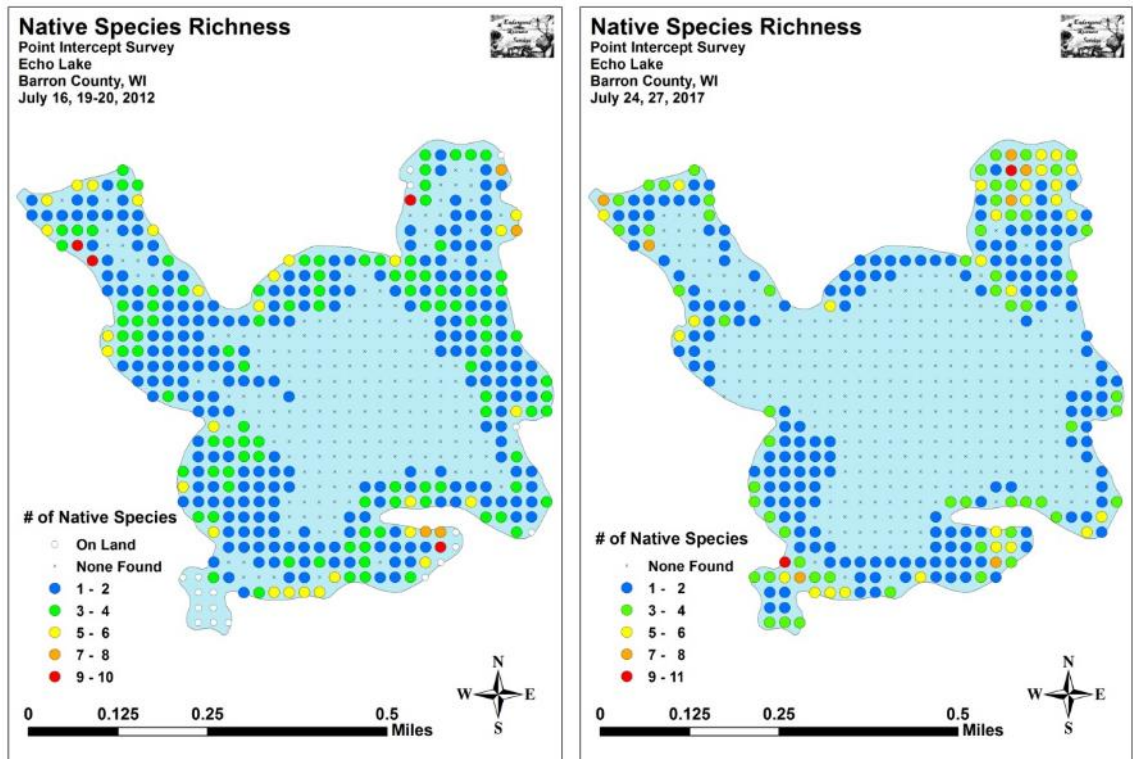 Native Species Richness
Point Intercept Survey
Echo Lake
Barron County, WI
July 16, 19-20, 2012
Endangered
Resource
Services
# of Native Species
On Land
None Found
1 - 2
3 - 4
5 - 6
7 - 8
9 - 10
N
W E
S
0 0.125 0.25 0.5
Miles
Native Species Richness
Point Intercept Survey
Echo Lake
Barron County, WI
July 24, 27, 2017
# of Native Species
None Found
1 - 2
3 - 4
5 - 6
7 - 8
9 - 11
N
W E
S
0 0.125 0.25 0.5
Miles